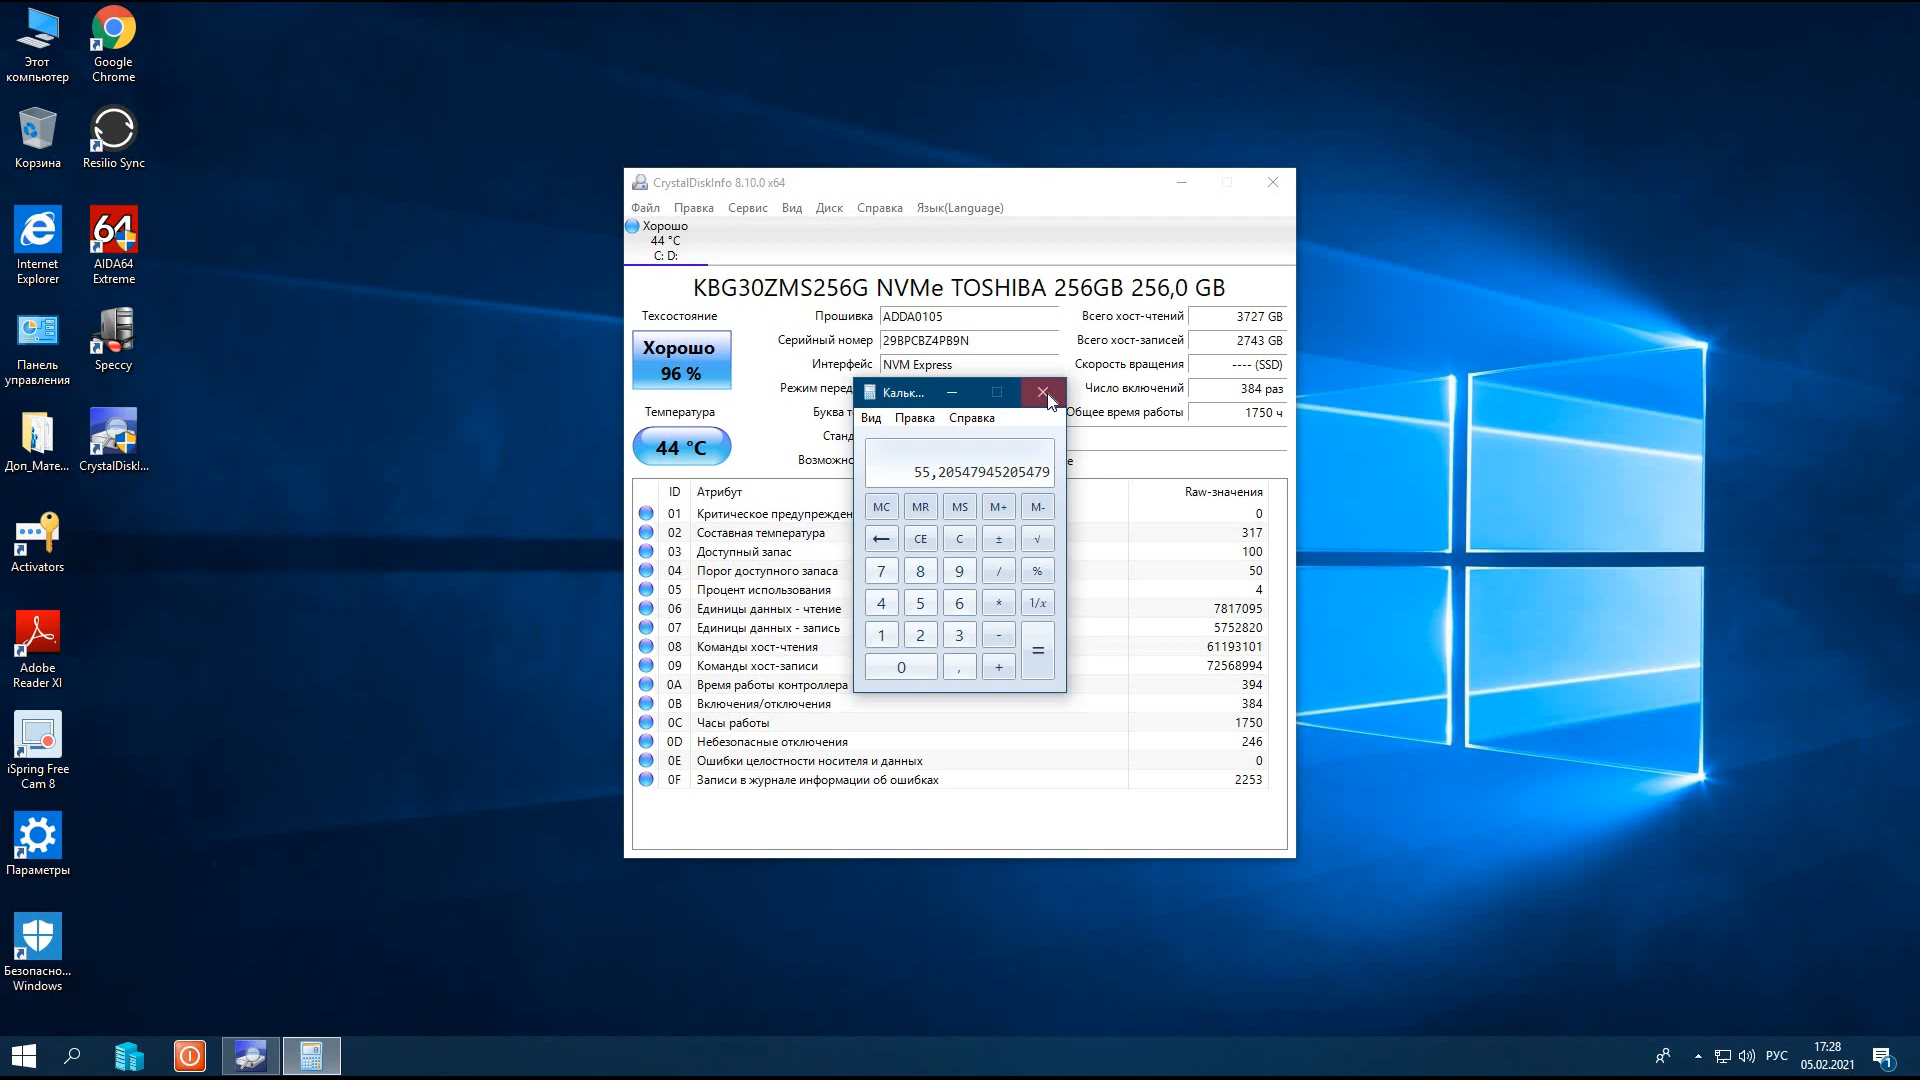 Этот
компьютер
Google
Chrome
Корзина
Resilio Sync
Internet
Explorer
64
AIDA64
Extreme
Панель
управления
Speccy
Доп_Мате...
CrystalDiskI...
Activators
Adobe
Reader XI
iSpring Free
Cam 8
Параметры
Безопасно...
Windows
CrystalDiskInfo 8.10.0 x64
Файл Правка Сервис Вид Диск Справка Язык(Language)
Хорошо
44 °C
C: D:
KBG30ZMS256G NVMe TOSHIBA 256GB 256,0 GB
Техсостояние
Хорошо
96 %
Температура
44 °C
Прошивка ADDA0105
Серийный номер 29BPCBZ4PB9N
Интерфейс NVM Express
Режим перед
Буква т
Станд
Возможно
Всего хост-чтений 3727 GB
Всего хост-записей 2743 GB
Скорость вращения ---- (SSD)
Число включений 384 раз
Общее время работы 1750 ч
e
ID Атрибут Raw-значения
01 Критическое предупрежден 0
02 Составная температура 317
03 Доступный запас 100
04 Порог доступного запаса 50
05 Процент использования 4
06 Единицы данных - чтение 7817095
07 Единицы данных - запись 5752820
08 Команды хост-чтения 61193101
09 Команды хост-записи 72568994
0A Время работы контроллера 394
0B Включения/отключения 384
0C Часы работы 1750
0D Небезопасные отключения 246
0E Ошибки целостности носителя и данных 0
0F Записи в журнале информации об ошибках 2253
Кальк...
Вид Правка Справка
55,20547945205479
MC MR MS M+ M-
← CE C ± √
7 8 9 / %
4 5 6 * 1/x
1 2 3 - =
0 , +
РУС
17:28
05.02.2021
1